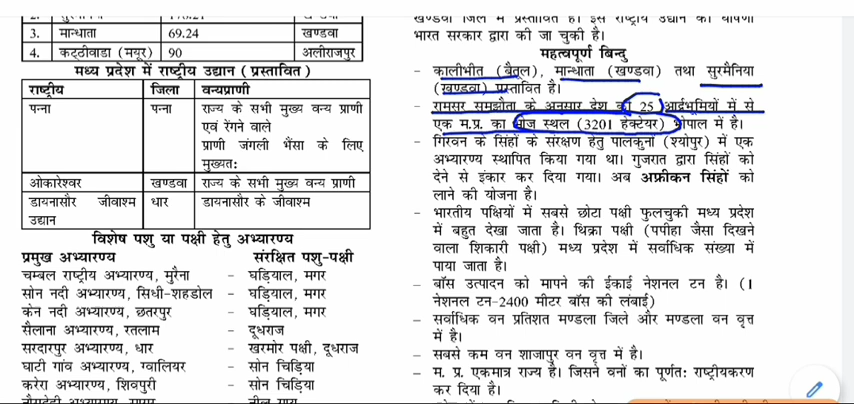 3. मान्धाता 69.24 खण्डवा
4. कट्ठीवाडा (मयूर) 90 अलीराजपुर
मध्य प्रदेश में राष्ट्रीय उद्यान (प्रस्तावित)
राष्ट्रीय जिला वन्यप्राणी
पन्ना पन्ना राज्य के सभी मुख्य वन्य प्राणी
एवं रेंगने वाले
प्राणी जंगली भैंसा के लिए
मुख्यतः
ओंकारेश्वर खण्डवा राज्य के सभी मुख्य वन्य प्राणी
डायनासौर जीवाश्म धार डायनासौर के जीवाश्म
उद्यान
विशेष पशु या पक्षी हेतु अभ्यारण्य
प्रमुख अभ्यारण्य संरक्षित पशु-पक्षी
चम्बल राष्ट्रीय अभ्यारण्य, मुरैना - घड़ियाल, मगर
सोन नदी अभ्यारण्य, सिधी-शहडोल - घड़ियाल, मगर
केन नदी अभ्यारण्य, छतरपुर - घड़ियाल, मगर
सैलाना अभ्यारण्य, रतलाम - दूधराज
सरदारपुर अभ्यारण्य, धार - खरमोर पक्षी, दूधराज
घाटी गांव अभ्यारण्य, ग्वालियर - सोन चिड़िया
करेरा अभ्यारण्य, शिवपुरी - सोन चिड़िया
खण्डवा जिले में प्रस्तावित है। इस राष्ट्रीय उद्यान की घोषणा
भारत सरकार द्वारा की जा चुकी है।
महत्वपूर्ण बिन्दु
- कालीभीत (बैतूल), मान्धाता (खण्डवा) तथा सुरमैनिया
(खण्डवा) प्रस्तावित है।
- रामसर समझौता के अनुसार देश की 25 आर्द्रभूमियों में से
एक म.प्र. का भोज स्थल (3201 हेक्टेयर) भोपाल में है।
- गिरवन के सिंहों के संरक्षण हेतु पालकुना (श्योपुर) में एक
अभ्यारण्य स्थापित किया गया था। गुजरात द्वारा सिंहों को
देने से इंकार कर दिया गया। अब अफ्रीकन सिंहों को
लाने की योजना है।
- भारतीय पक्षियों में सबसे छोटा पक्षी फुलचुकी मध्य प्रदेश
में बहुत देखा जाता है। थिक्रा पक्षी (पपीहा जैसा दिखने
वाला शिकारी पक्षी) मध्य प्रदेश में सर्वाधिक संख्या में
पाया जाता है।
- बाँस उत्पादन को मापने की ईकाई नेशनल टन है। (1
नेशनल टन-2400 मीटर बाँस की लंबाई)
- सर्वाधिक वन प्रतिशत मण्डला जिले और मण्डला वन वृत्त
में है।
- सबसे कम वन शाजापुर वन वृत्त में है।
- म. प्र. एकमात्र राज्य है। जिसने वनों का पूर्णतः राष्ट्रीयकरण
कर दिया है।